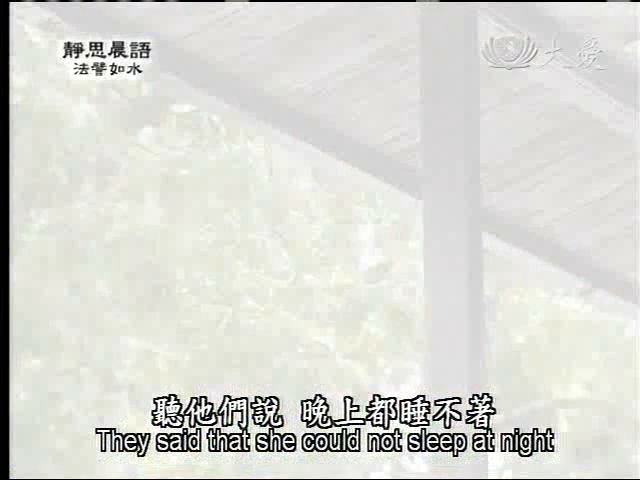 靜思晨語
法譬如水
大愛
聽他們說 晚上都睡不著
They said that she could not sleep at night